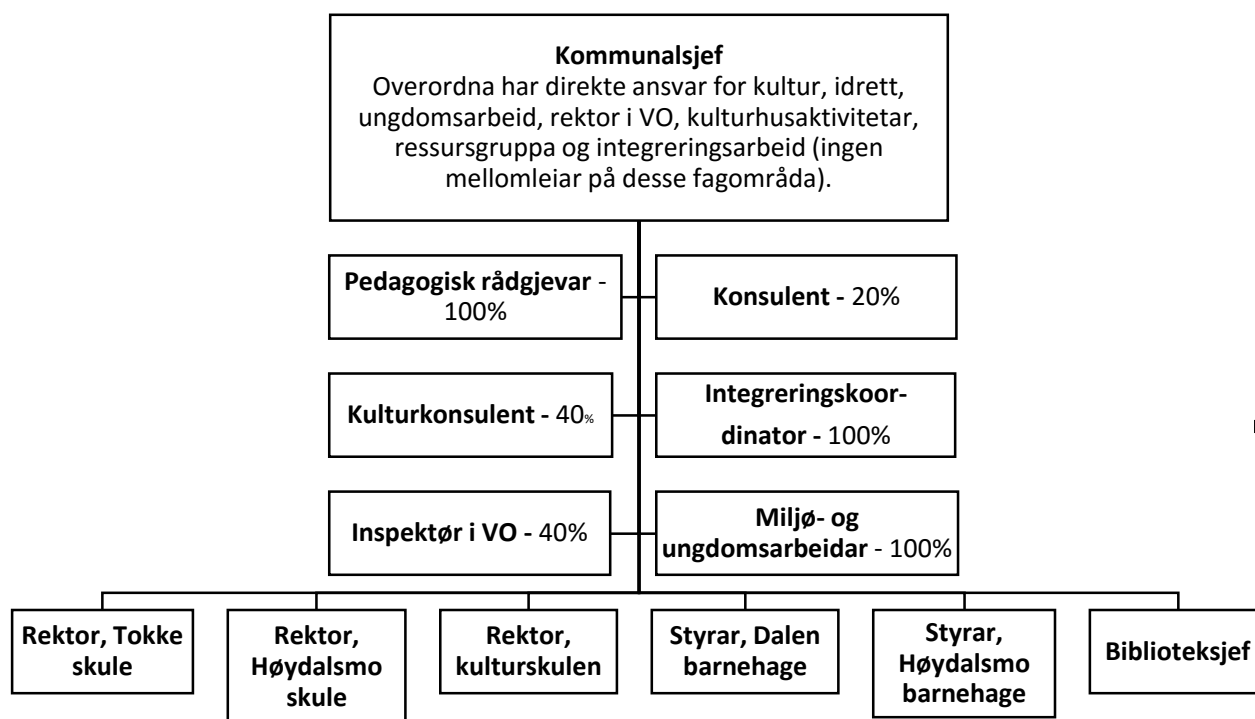 Kommunalsjef
Overordna har direkte ansvar for kultur, idrett,
ungdomsarbeid, rektor i VO, kulturhusaktivitetar,
ressursgruppa og integreringsarbeid (ingen
mellomleiar på desse fagområda).
Pedagogisk rådgjevar -
100%
Konsulent - 20%
Kulturkonsulent - 40%
Integreringskoor-
dinator - 100%
Inspektør i VO - 40%
Miljø- og
ungdomsarbeidar - 100%
Rektor, Tokke
skule
Rektor,
Høydalsmo
skule
Rektor,
kulturskulen
Styrar, Dalen
barnehage
Styrar,
Høydalsmo
barnehage
Biblioteksjef